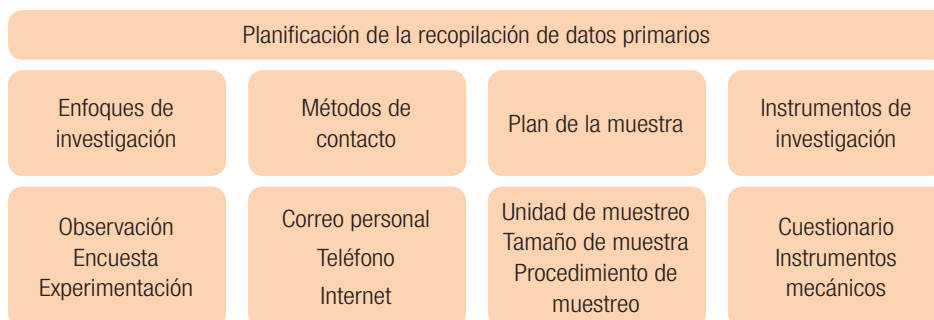 Planificación de la recopilación de datos primarios
Enfoques de
investigación
Métodos de
contacto
Plan de la muestra
Instrumentos de
investigación
Observación
Encuesta
Experimentación
Correo personal
Teléfono
Internet
Unidad de muestreo
Tamaño de muestra
Procedimiento de
muestreo
Cuestionario
Instrumentos
mecánicos